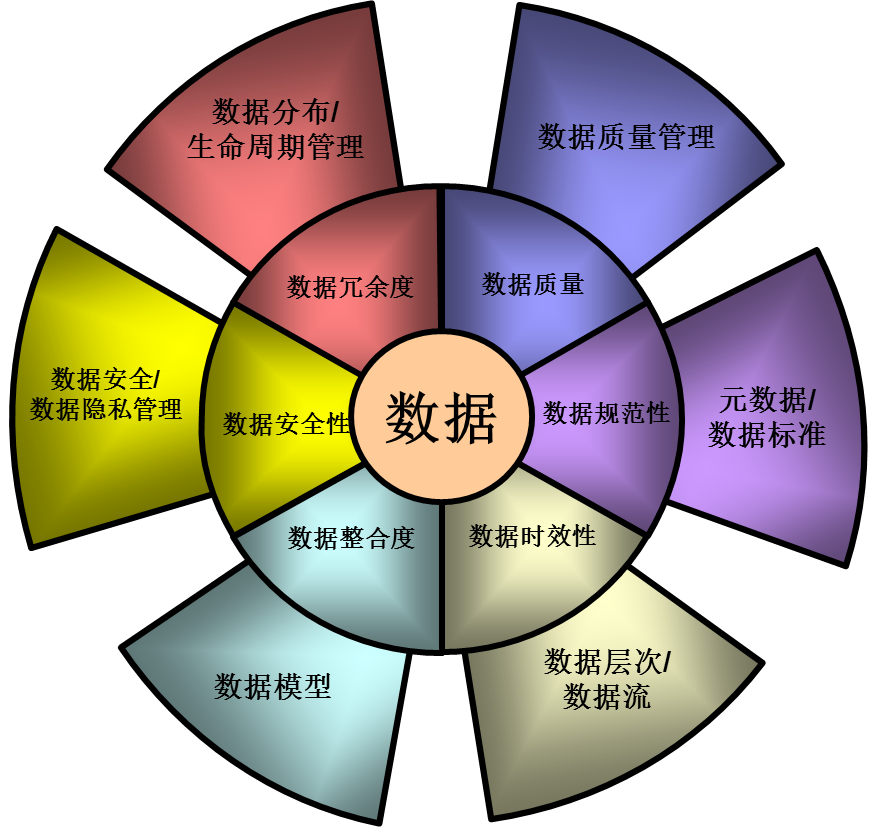 数据分布/
生命周期管理
数据质量管理
数据冗余度
数据质量
数据安全/
数据隐私管理
数据安全性
数据
数据规范性
元数据/
数据标准
数据整合度
数据时效性
数据模型
数据层次/
数据流